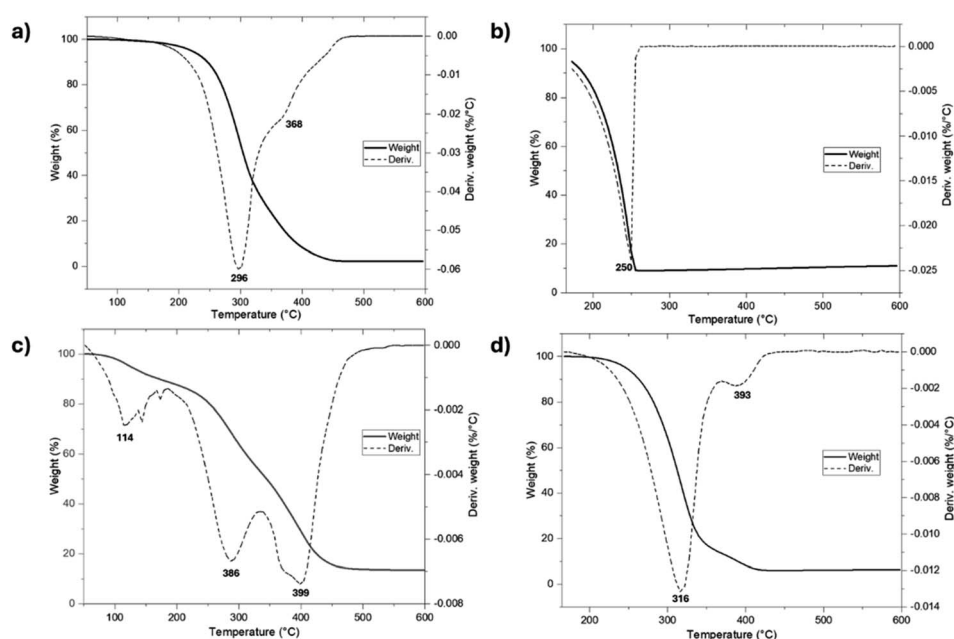 a)
100
80
60
40
20
0
Weight (%)
100 200 300 400 500 600
Temperature (°C)
0.00
-0.01
-0.02
-0.03
-0.04
-0.05
-0.06
Deriv. weight (%/°C)
Weight
Deriv.
368
296
b)
100
80
60
40
20
0
Weight (%)
200 300 400 500 600
Temperature (°C)
0.000
-0.005
-0.010
-0.015
-0.020
-0.025
Deriv. weight (%/°C)
Weight
Deriv.
250
c)
100
80
60
40
20
0
Weight (%)
100 200 300 400 500 600
Temperature (°C)
0.000
-0.002
-0.004
-0.006
-0.008
Deriv. weight (%/°C)
Weight
Deriv.
114
386
399
d)
100
80
60
40
20
0
Weight (%)
200 300 400 500 600
Temperature (°C)
0.000
-0.002
-0.004
-0.006
-0.008
-0.010
-0.012
-0.014
Deriv. weight (%/°C)
Weight
Deriv.
393
316